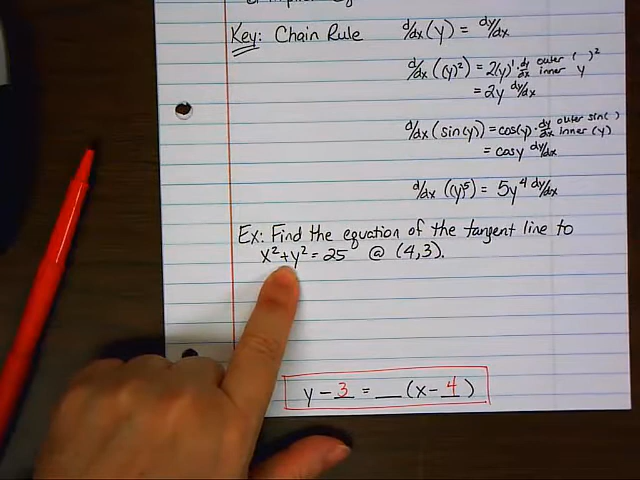 Key: Chain Rule d/dx (y) = dy/dx
d/dx ((y)²) = 2(y)¹ · dy/dx outer ( )² inner y
= 2y dy/dx
d/dx (sin(y)) = cos(y) · dy/dx outer sin( ) inner (y)
= cosy dy/dx
d/dx (y)⁵) = 5y⁴ dy/dx
Ex: Find the equation of the tangent line to
x² + y² = 25 @ (4,3).
y - 3 = __ (x - 4)